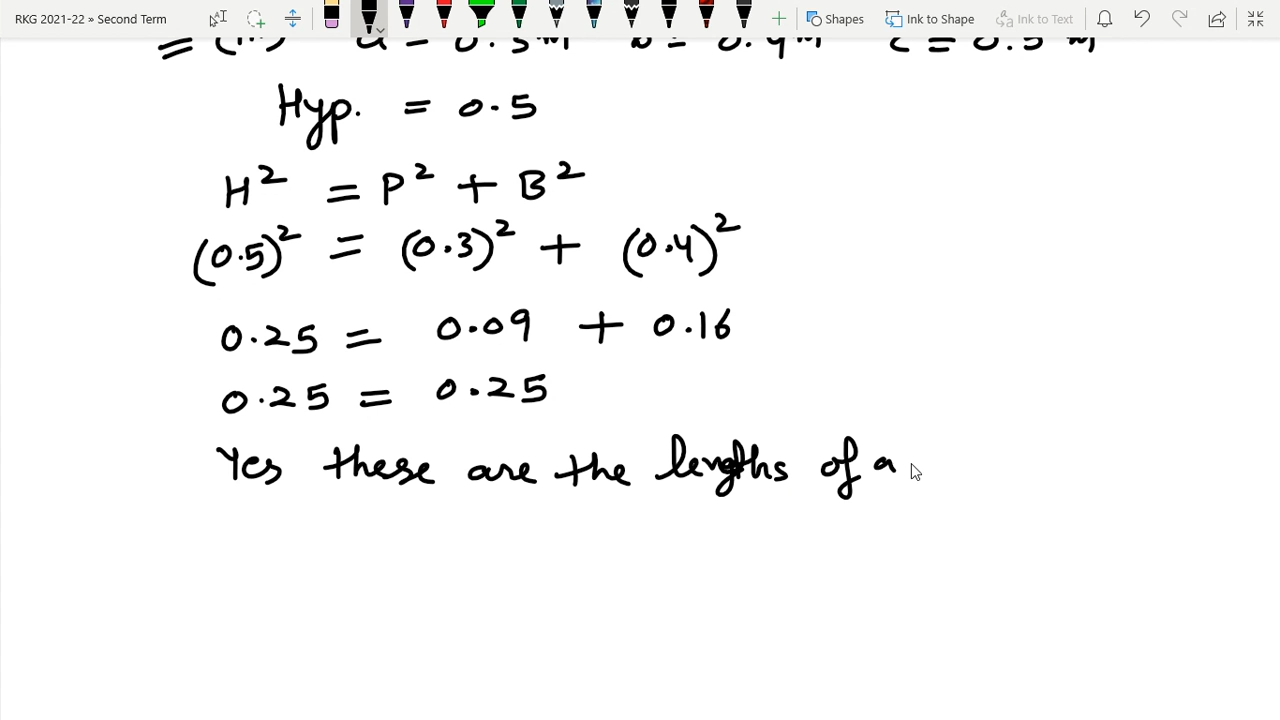 RKG 2021-22 » Second Term Shapes Ink to Shape Ink to Text
Hyp. = 0.5
H² = P² + B²
(0.5)² = (0.3)² + (0.4)²
0.25 = 0.09 + 0.16
0.25 = 0.25
Yes these are the lengths of a